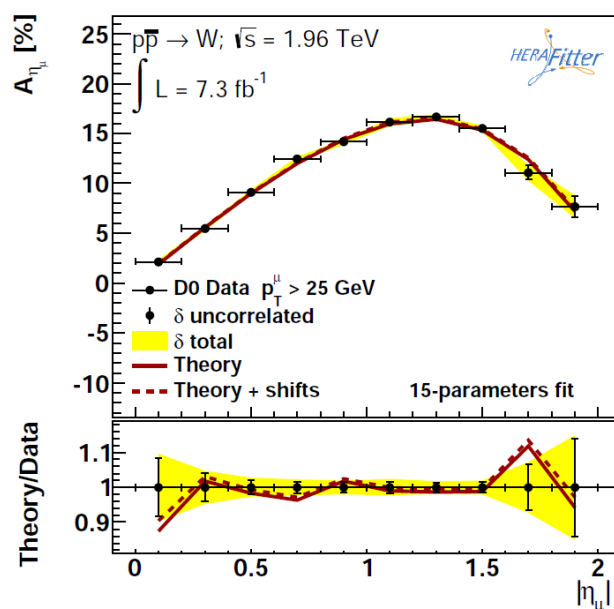 A_{η_μ} [%]
pp̅ → W; √s = 1.96 TeV
∫ L = 7.3 fb^{-1}
HERAFitter
25
20
15
10
5
0
-5
-10
D0 Data p_T^μ > 25 GeV
δ uncorrelated
δ total
Theory
Theory + shifts 15-parameters fit
Theory/Data
1.1
1
0.9
0 0.5 1 1.5 2
|η_μ|